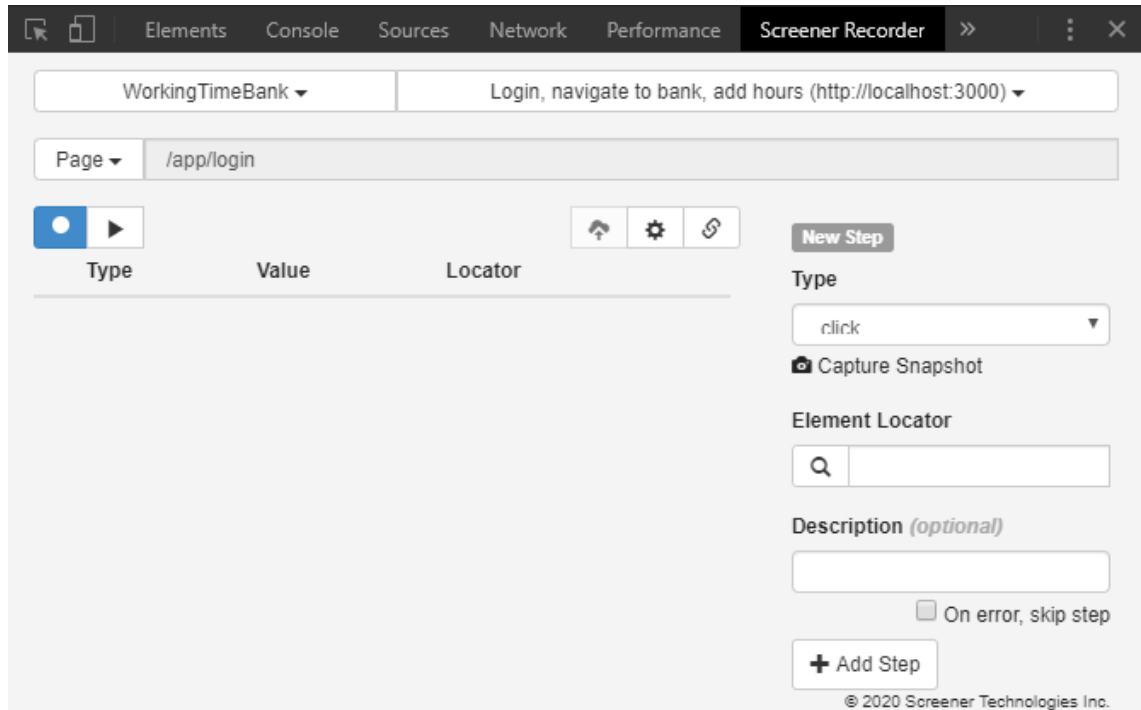 Elements Console Sources Network Performance Screener Recorder »
WorkingTimeBank Login, navigate to bank, add hours (http://localhost:3000)
Page /app/login
New Step
Type Value Locator
Type
click
Capture Snapshot
Element Locator
Description (optional)
On error, skip step
+ Add Step
© 2020 Screener Technologies Inc.